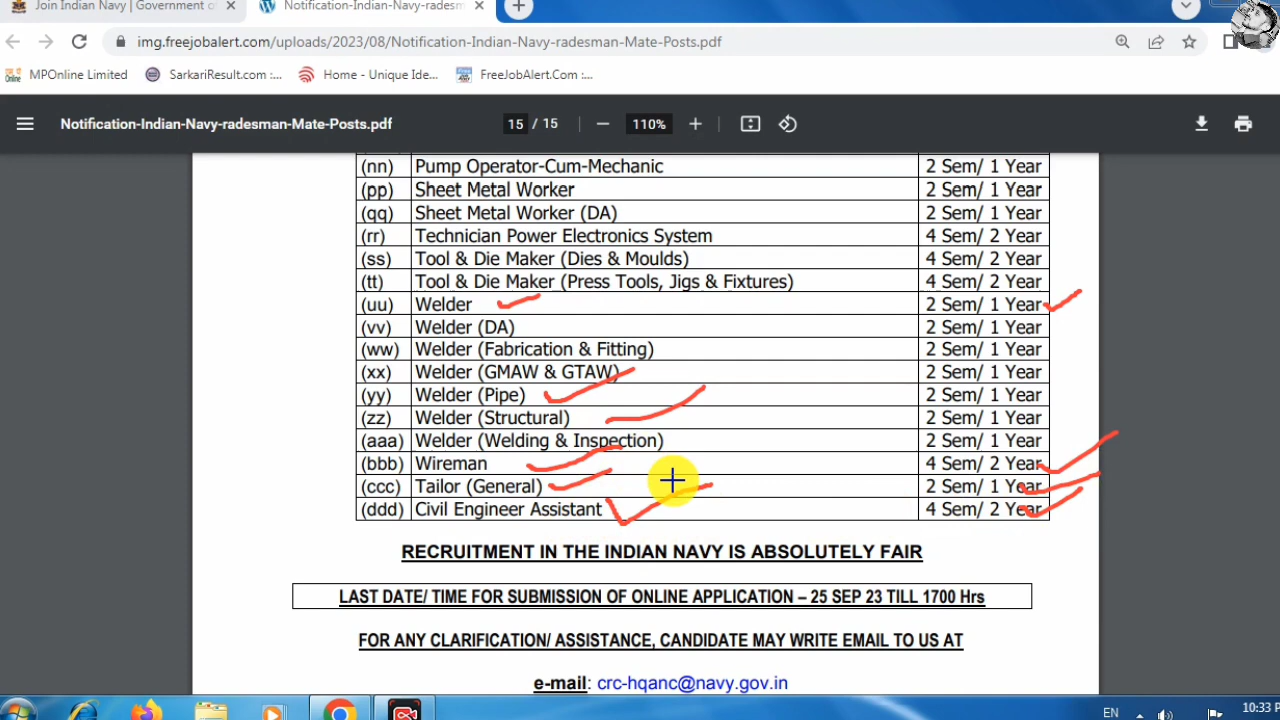 Join Indian Navy | Government o
Notification-Indian-Navy-radesm
img.freejobalert.com/uploads/2023/08/Notification-Indian-Navy-radesman-Mate-Posts.pdf
MPOnline Limited
SarkariResult.com :...
Home - Unique Ide...
FreeJobAlert.Com :...
Notification-Indian-Navy-radesman-Mate-Posts.pdf
15 / 15
110%
(nn) Pump Operator-Cum-Mechanic 2 Sem/ 1 Year
(pp) Sheet Metal Worker 2 Sem/ 1 Year
(qq) Sheet Metal Worker (DA) 2 Sem/ 1 Year
(rr) Technician Power Electronics System 4 Sem/ 2 Year
(ss) Tool & Die Maker (Dies & Moulds) 4 Sem/ 2 Year
(tt) Tool & Die Maker (Press Tools, Jigs & Fixtures) 4 Sem/ 2 Year
(uu) Welder 2 Sem/ 1 Year
(vv) Welder (DA) 2 Sem/ 1 Year
(ww) Welder (Fabrication & Fitting) 2 Sem/ 1 Year
(xx) Welder (GMAW & GTAW) 2 Sem/ 1 Year
(yy) Welder (Pipe) 2 Sem/ 1 Year
(zz) Welder (Structural) 2 Sem/ 1 Year
(aaa) Welder (Welding & Inspection) 2 Sem/ 1 Year
(bbb) Wireman 4 Sem/ 2 Year
(ccc) Tailor (General) 2 Sem/ 1 Year
(ddd) Civil Engineer Assistant 4 Sem/ 2 Year
RECRUITMENT IN THE INDIAN NAVY IS ABSOLUTELY FAIR
LAST DATE/ TIME FOR SUBMISSION OF ONLINE APPLICATION – 25 SEP 23 TILL 1700 Hrs
FOR ANY CLARIFICATION/ ASSISTANCE, CANDIDATE MAY WRITE EMAIL TO US AT
e-mail: crc-hqanc@navy.gov.in
EN
10:33 P